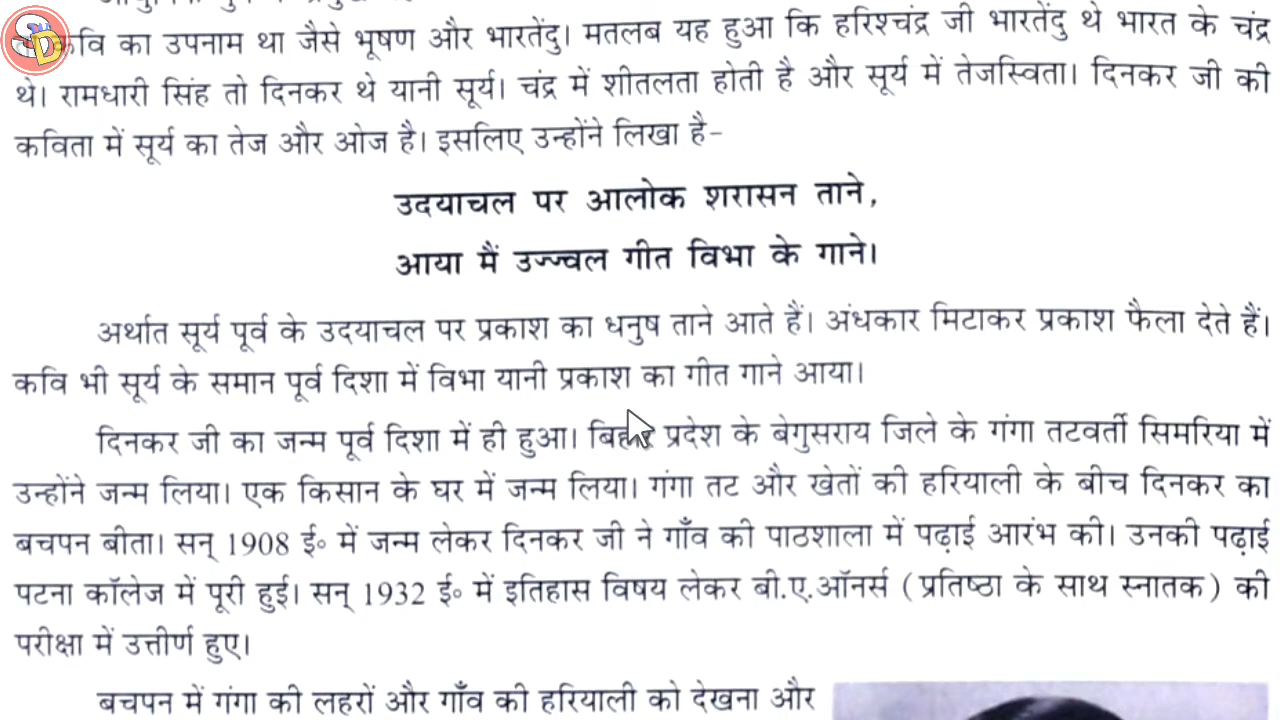 कवि का उपनाम था जैसे भूषण और भारतेंदु। मतलब यह हुआ कि हरिश्चंद्र जी भारतेंदु थे भारत के चंद्र
थे। रामधारी सिंह तो दिनकर थे यानी सूर्य। चंद्र में शीतलता होती है और सूर्य में तेजस्विता। दिनकर जी की
कविता में सूर्य का तेज और ओज है। इसलिए उन्होंने लिखा है-
उदयाचल पर आलोक शरासन ताने,
आया मैं उज्ज्वल गीत विभा के गाने।
अर्थात सूर्य पूर्व के उदयाचल पर प्रकाश का धनुष ताने आते हैं। अंधकार मिटाकर प्रकाश फैला देते हैं।
कवि भी सूर्य के समान पूर्व दिशा में विभा यानी प्रकाश का गीत गाने आया।
दिनकर जी का जन्म पूर्व दिशा में ही हुआ। बिहार प्रदेश के बेगुसराय जिले के गंगा तटवर्ती सिमरिया में
उन्होंने जन्म लिया। एक किसान के घर में जन्म लिया। गंगा तट और खेतों की हरियाली के बीच दिनकर का
बचपन बीता। सन् 1908 ई॰ में जन्म लेकर दिनकर जी ने गाँव की पाठशाला में पढ़ाई आरंभ की। उनकी पढ़ाई
पटना कॉलेज में पूरी हुई। सन् 1932 ई॰ में इतिहास विषय लेकर बी.ए.ऑनर्स (प्रतिष्ठा के साथ स्नातक) की
परीक्षा में उत्तीर्ण हुए।
बचपन में गंगा की लहरों और गाँव की हरियाली को देखना और